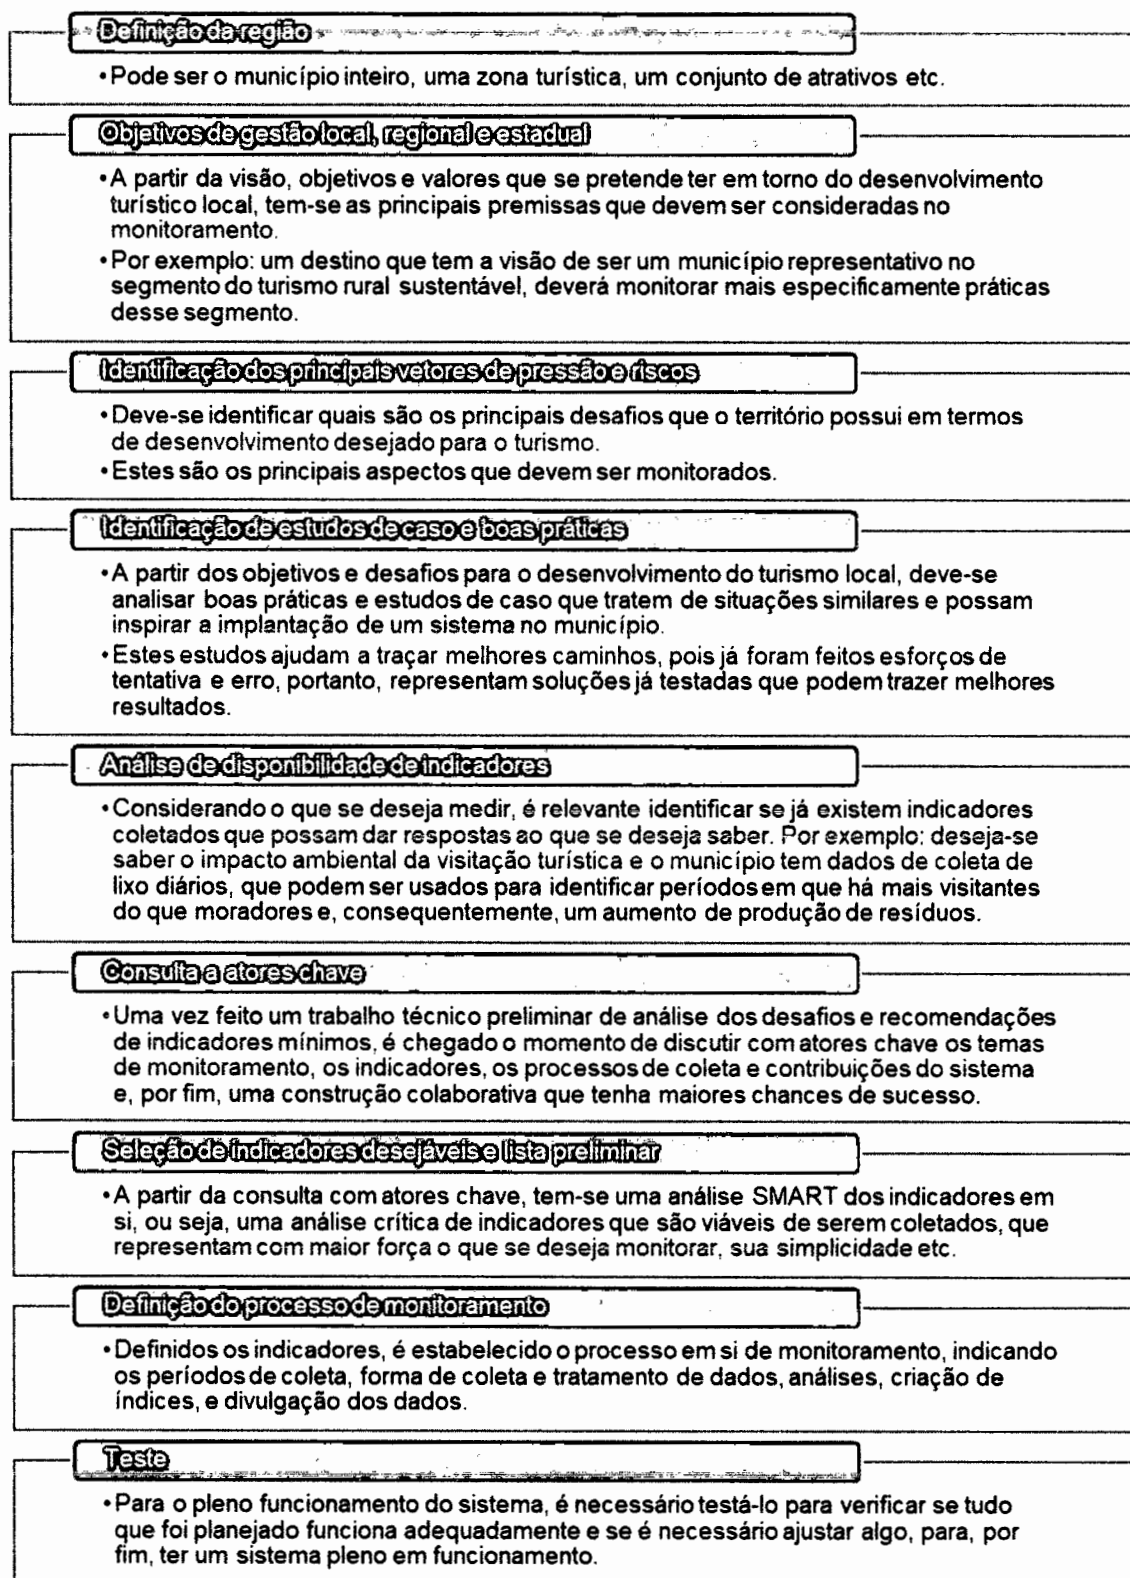 Definição da região
• Pode ser o município inteiro, uma zona turística, um conjunto de atrativos etc.
Objetivos de gestão local, regional e estadual
• A partir da visão, objetivos e valores que se pretende ter em torno do desenvolvimento
turístico local, tem-se as principais premissas que devem ser consideradas no
monitoramento.
• Por exemplo: um destino que tem a visão de ser um município representativo no
segmento do turismo rural sustentável, deverá monitorar mais especificamente práticas
desse segmento.
Identificação dos principais vetores de pressão e riscos
• Deve-se identificar quais são os principais desafios que o território possui em termos
de desenvolvimento desejado para o turismo.
• Estes são os principais aspectos que devem ser monitorados.
Identificação de estudos de caso e boas práticas
• A partir dos objetivos e desafios para o desenvolvimento do turismo local, deve-se
analisar boas práticas e estudos de caso que tratem de situações similares e possam
inspirar a implantação de um sistema no município.
• Estes estudos ajudam a traçar melhores caminhos, pois já foram feitos esforços de
tentativa e erro, portanto, representam soluções já testadas que podem trazer melhores
resultados.
Análise de disponibilidade de indicadores
• Considerando o que se deseja medir, é relevante identificar se já existem indicadores
coletados que possam dar respostas ao que se deseja saber. Por exemplo: deseja-se
saber o impacto ambiental da visitação turística e o município tem dados de coleta de
lixo diários, que podem ser usados para identificar períodos em que há mais visitantes
do que moradores e, consequentemente, um aumento de produção de resíduos.
Consulta a atores chave
• Uma vez feito um trabalho técnico preliminar de análise dos desafios e recomendações
de indicadores mínimos, é chegado o momento de discutir com atores chave os temas
de monitoramento, os indicadores, os processos de coleta e contribuições do sistema
e, por fim, uma construção colaborativa que tenha maiores chances de sucesso.
Seleção de indicadores desejáveis e lista preliminar
• A partir da consulta com atores chave, tem-se uma análise SMART dos indicadores em
si, ou seja, uma análise crítica de indicadores que são viáveis de serem coletados, que
representam com maior força o que se deseja monitorar, sua simplicidade etc.
Definição do processo de monitoramento
• Definidos os indicadores, é estabelecido o processo em si de monitoramento, indicando
os períodos de coleta, forma de coleta e tratamento de dados, análises, criação de
índices, e divulgação dos dados.
Teste
• Para o pleno funcionamento do sistema, é necessário testá-lo para verificar se tudo
que foi planejado funciona adequadamente e se é necessário ajustar algo, para, por
fim, ter um sistema pleno em funcionamento.